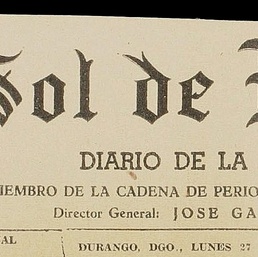 Sol de
DIARIO DE LA
IEMBRO DE LA CADENA DE PERIO
Director General: JOSE GA
AL
DURANGO, DGO., LUNES 27